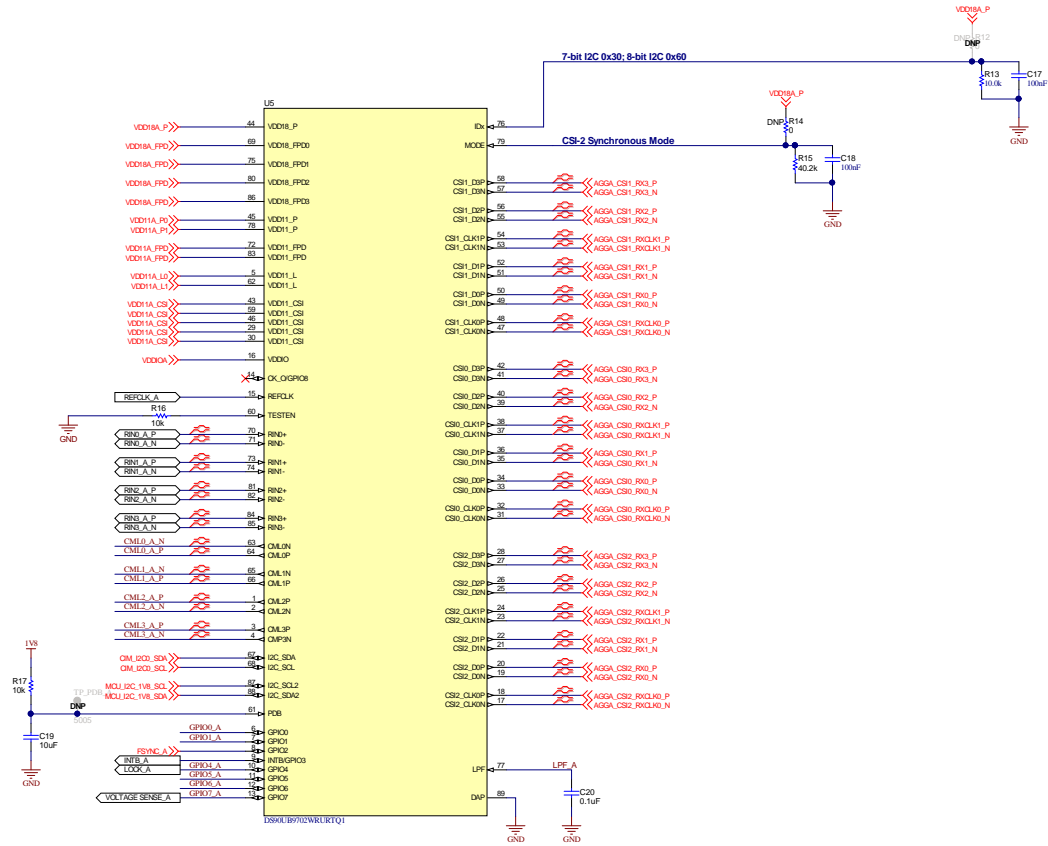 VDD18A_P
DNP R12
DNP
7-bit I2C 0x30; 8-bit I2C 0x60
R13
10.0k
C17
100nF
GND
VDD18A_P
DNP R14
0
CSI-2 Synchronous Mode
R15
40.2k
C18
100nF
GND
U5
VDD18A_P 44 VDD18_P
VDD18A_FPD 69 VDD18_FPD0
VDD18A_FPD 75 VDD18_FPD1
VDD18A_FPD 80 VDD18_FPD2
VDD18A_FPD 86 VDD18_FPD3
VDD11A_P0 45 VDD11_P
VDD11A_P1 78 VDD11_P
VDD11A_FPD 72 VDD11_FPD
VDD11A_FPD 83 VDD11_FPD
VDD11A_L0 5 VDD11_L
VDD11A_L1 62 VDD11_L
VDD11A_CSI 43 VDD11_CSI
VDD11A_CSI 59 VDD11_CSI
VDD11A_CSI 46 VDD11_CSI
VDD11A_CSI 29 VDD11_CSI
VDD11A_CSI 30 VDD11_CSI
VDDIOA 16 VDDIO
14 CK_O/GPIO8
REFCLK_A 15 REFCLK
R16
10k
GND
60 TESTEN
RIN0_A_P 70 RIN0+
RIN0_A_N 71 RIN0-
RIN1_A_P 73 RIN1+
RIN1_A_N 74 RIN1-
RIN2_A_P 81 RIN2+
RIN2_A_N 82 RIN2-
RIN3_A_P 84 RIN3+
RIN3_A_N 85 RIN3-
CML0_A_N 63 CML0N
CML0_A_P 64 CML0P
CML1_A_N 65 CML1N
CML1_A_P 66 CML1P
CML2_A_P 1 CML2P
CML2_A_N 2 CML2N
CML3_A_P 3 CML3P
CML3_A_N 4 CMP3N
CIM_I2C0_SDA 67 I2C_SDA
CIM_I2C0_SCL 68 I2C_SCL
MCU_I2C_1V8_SCL 87 I2C_SCL2
MCU_I2C_1V8_SDA 88 I2C_SDA2
1V8
R17
10k
TP_PDB
DNP
5005
61 PDB
C19
10uF
GND
GPIO0_A 6 GPIO0
GPIO1_A 7 GPIO1
FSYNC_A 8 GPIO2
INTB_A 9 INTB/GPIO3
LOCK_A GPIO4_A 10 GPIO4
GPIO5_A 11 GPIO5
GPIO6_A 12 GPIO6
VOLTAGE SENSE_A GPIO7_A 13 GPIO7
DS90UB9702WRURTQ1
IDx 76
MODE 79
CSI1_D3P 58 AGGA_CSI1_RX3_P
CSI1_D3N 57 AGGA_CSI1_RX3_N
CSI1_D2P 56 AGGA_CSI1_RX2_P
CSI1_D2N 55 AGGA_CSI1_RX2_N
CSI1_CLK1P 54 AGGA_CSI1_RXCLK1_P
CSI1_CLK1N 53 AGGA_CSI1_RXCLK1_N
CSI1_D1P 52 AGGA_CSI1_RX1_P
CSI1_D1N 51 AGGA_CSI1_RX1_N
CSI1_D0P 50 AGGA_CSI1_RX0_P
CSI1_D0N 49 AGGA_CSI1_RX0_N
CSI1_CLK0P 48 AGGA_CSI1_RXCLK0_P
CSI1_CLK0N 47 AGGA_CSI1_RXCLK0_N
CSI0_D3P 42 AGGA_CSI0_RX3_P
CSI0_D3N 41 AGGA_CSI0_RX3_N
CSI0_D2P 40 AGGA_CSI0_RX2_P
CSI0_D2N 39 AGGA_CSI0_RX2_N
CSI0_CLK1P 38 AGGA_CSI0_RXCLK1_P
CSI0_CLK1N 37 AGGA_CSI0_RXCLK1_N
CSI0_D1P 36 AGGA_CSI0_RX1_P
CSI0_D1N 35 AGGA_CSI0_RX1_N
CSI0_D0P 34 AGGA_CSI0_RX0_P
CSI0_D0N 33 AGGA_CSI0_RX0_N
CSI0_CLK0P 32 AGGA_CSI0_RXCLK0_P
CSI0_CLK0N 31 AGGA_CSI0_RXCLK0_N
CSI2_D3P 28 AGGA_CSI2_RX3_P
CSI2_D3N 27 AGGA_CSI2_RX3_N
CSI2_D2P 26 AGGA_CSI2_RX2_P
CSI2_D2N 25 AGGA_CSI2_RX2_N
CSI2_CLK1P 24 AGGA_CSI2_RXCLK1_P
CSI2_CLK1N 23 AGGA_CSI2_RXCLK1_N
CSI2_D1P 22 AGGA_CSI2_RX1_P
CSI2_D1N 21 AGGA_CSI2_RX1_N
CSI2_D0P 20 AGGA_CSI2_RX0_P
CSI2_D0N 19 AGGA_CSI2_RX0_N
CSI2_CLK0P 18 AGGA_CSI2_RXCLK0_P
CSI2_CLK0N 17 AGGA_CSI2_RXCLK0_N
LPF 77 LPF_A
DAP 89
C20
0.1uF
GND
GND